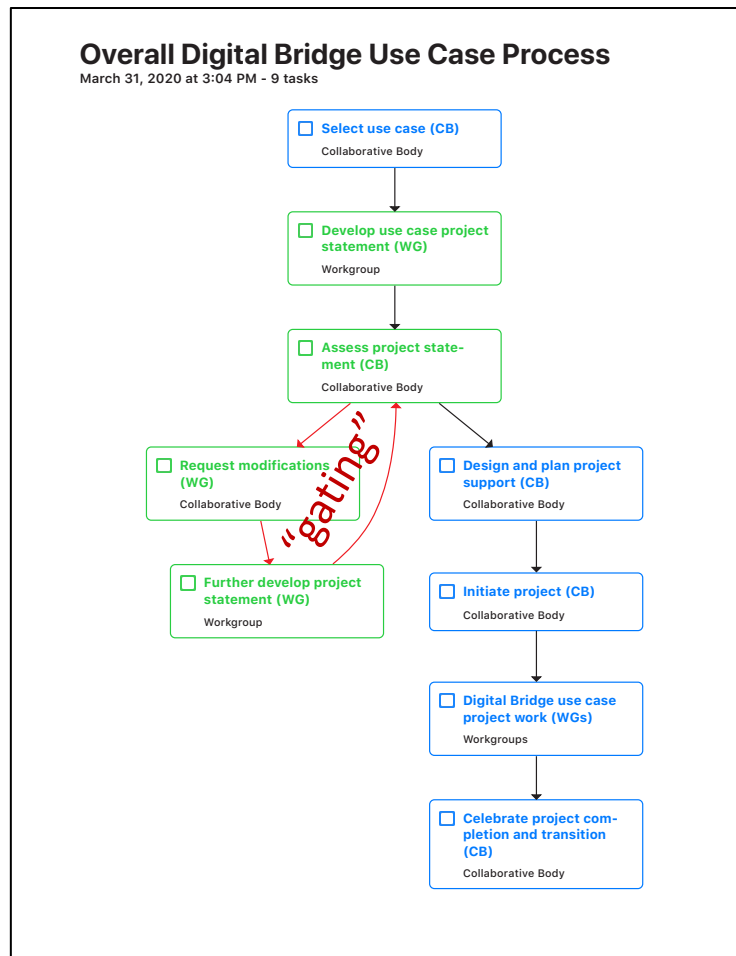 Overall Digital Bridge Use Case Process
March 31, 2020 at 3:04 PM - 9 tasks
Select use case (CB)
Collaborative Body
Develop use case project
statement (WG)
Workgroup
Assess project state-
ment (CB)
Collaborative Body
"gating"
Request modifications
(WG)
Collaborative Body
Further develop project
statement (WG)
Workgroup
Design and plan project
support (CB)
Collaborative Body
Initiate project (CB)
Collaborative Body
Digital Bridge use case
project work (WGs)
Workgroups
Celebrate project com-
pletion and transition
(CB)
Collaborative Body